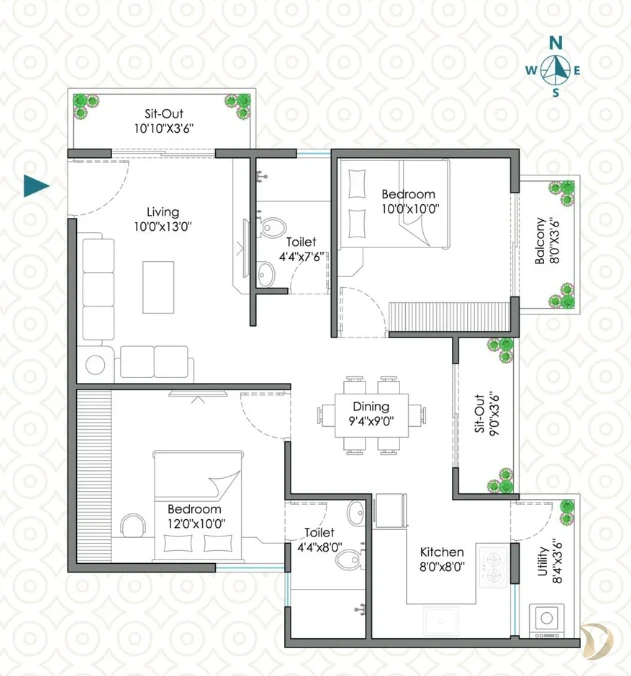 N
W E
S
Sit-Out
10'10"X3'6"
Living
10'0"x13'0"
Toilet
4'4"x7'6"
Bedroom
10'0"x10'0"
Balcony
8'0"X3'6"
Dining
9'4"x9'0"
Sit-Out
9'0"x3'6"
Bedroom
12'0"x10'0"
Toilet
4'4"x8'0"
Kitchen
8'0"x8'0"
Utility
8'4"x3'6"